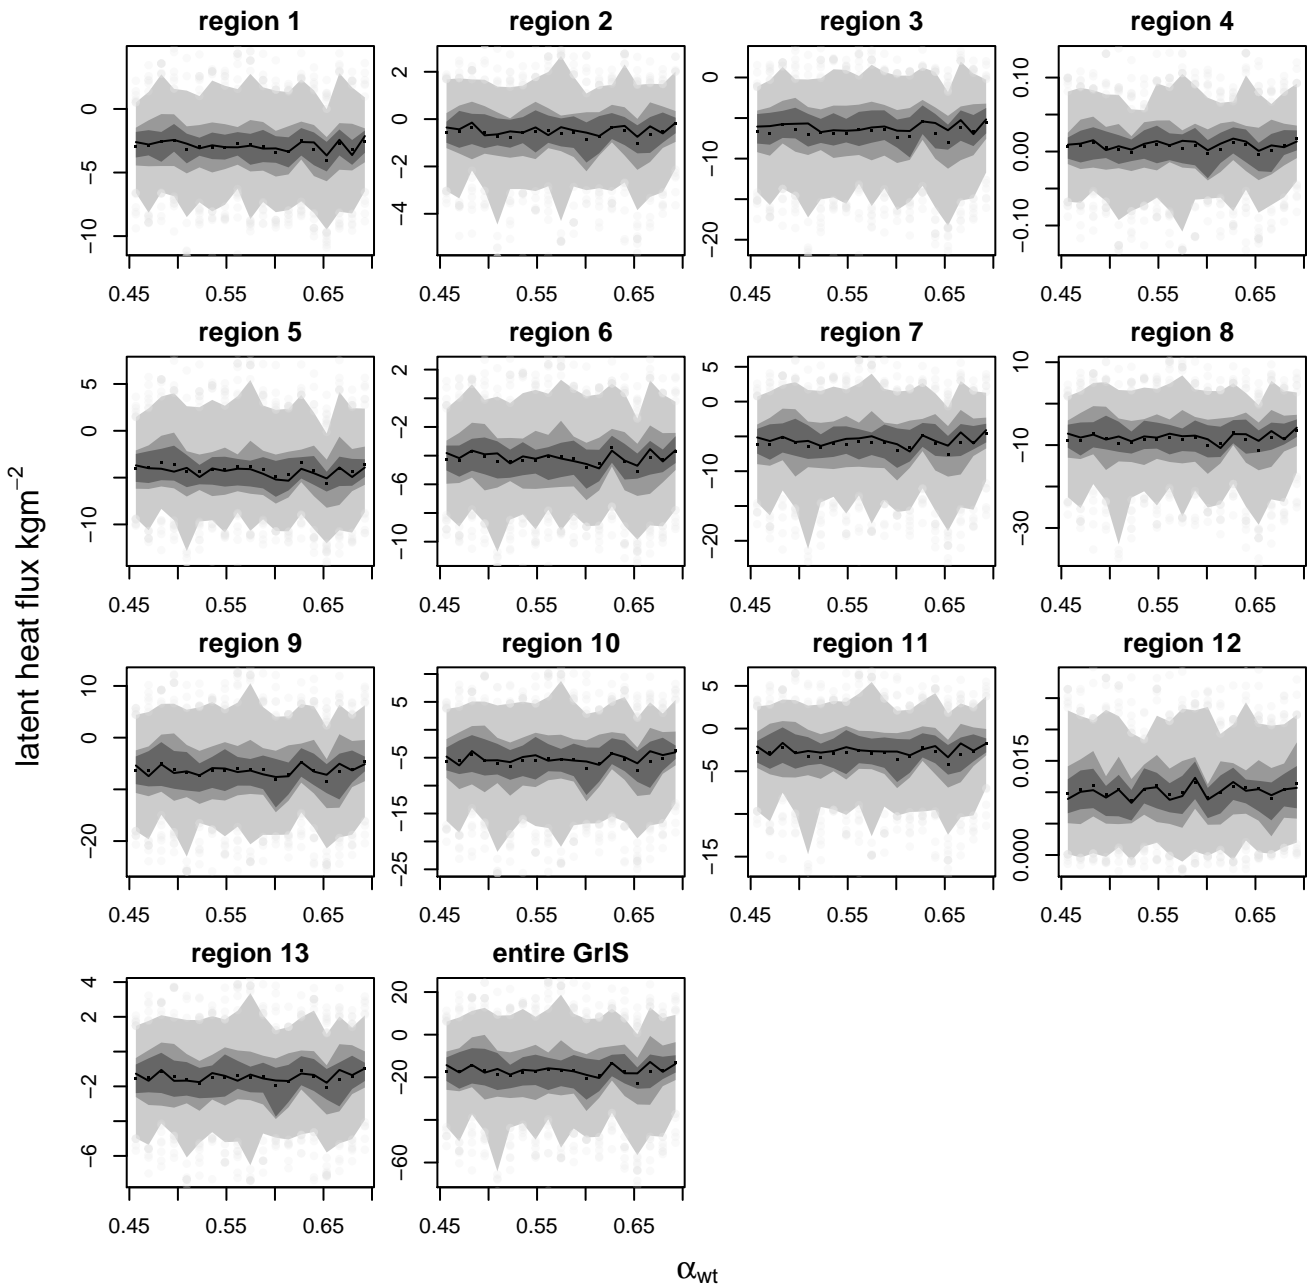 region 1
region 2
region 3
region 4
0
−5
−10
2
0
−2
−4
0
−10
−20
0.10
0.00
−0.10
0.45 0.55 0.65
0.45 0.55 0.65
0.45 0.55 0.65
0.45 0.55 0.65
region 5
region 6
region 7
region 8
5
0
−10
2
−2
−6
−10
5
0
−10
−20
10
−10
−30
0.45 0.55 0.65
0.45 0.55 0.65
0.45 0.55 0.65
0.45 0.55 0.65
latent heat flux kgm−2
region 9
region 10
region 11
region 12
10
0
−20
5
−5
−15
−25
5
0
−5
−15
0.015
0.000
0.45 0.55 0.65
0.45 0.55 0.65
0.45 0.55 0.65
0.45 0.55 0.65
region 13
entire GrIS
4
2
−2
−6
20
0
−20
−60
0.45 0.55 0.65
0.45 0.55 0.65
αwt